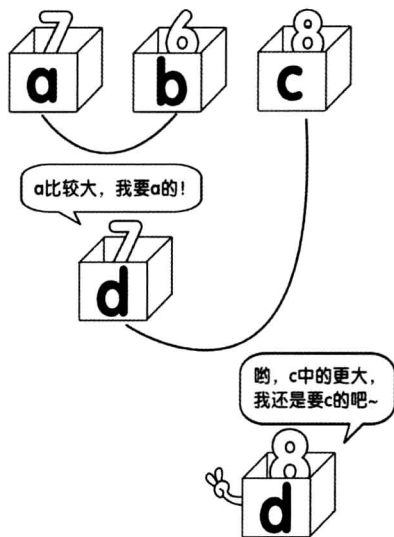 7 6 8
a b c
a比较大，我要a的！
7
d
哟，c中的更大，
我还是要c的吧~
8
d